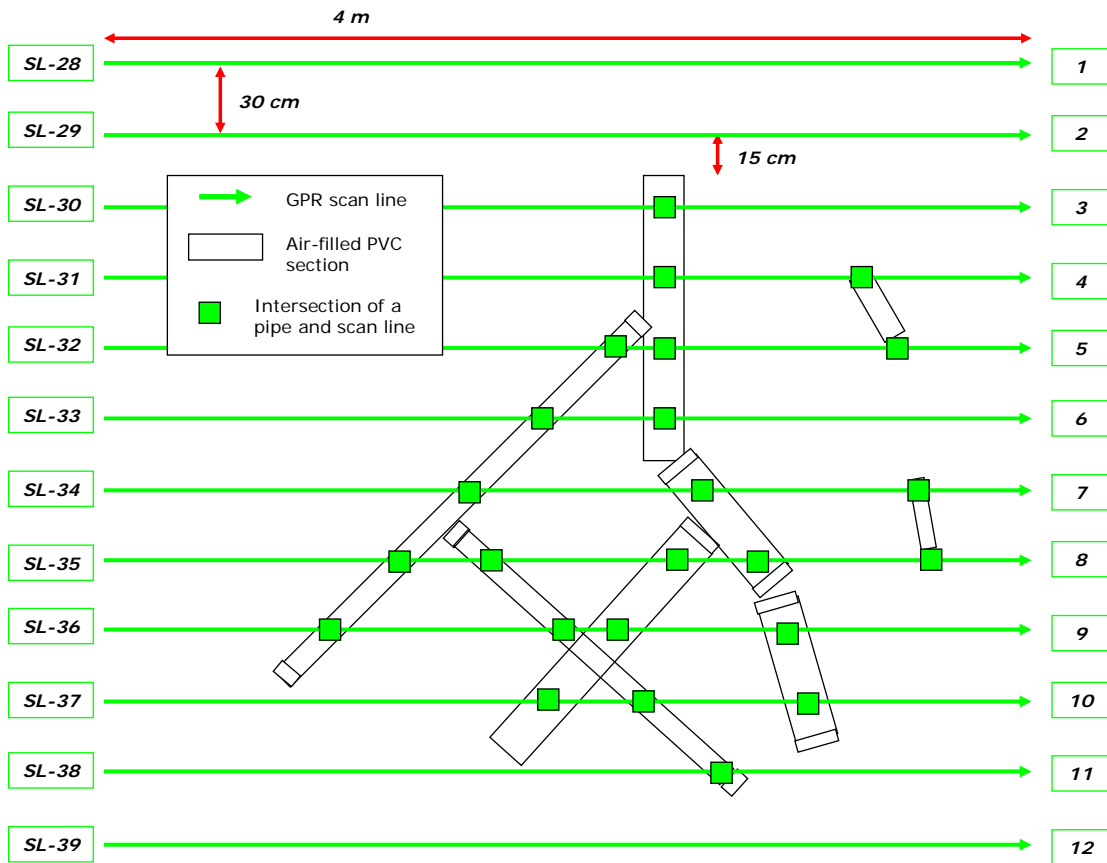 4 m
SL-28
1
30 cm
SL-29
2
15 cm
SL-30
GPR scan line
3
Air-filled PVC
section
SL-31
4
Intersection of a
pipe and scan line
SL-32
5
SL-33
6
SL-34
7
SL-35
8
SL-36
9
SL-37
10
SL-38
11
SL-39
12